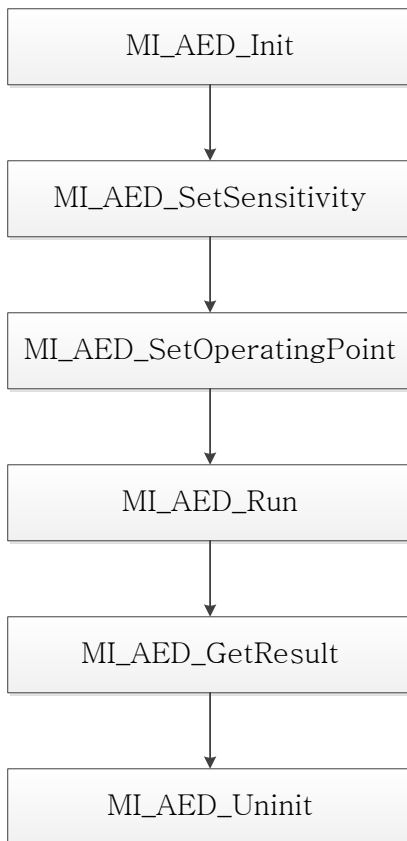 MI_AED_Init
MI_AED_SetSensitivity
MI_AED_SetOperatingPoint
MI_AED_Run
MI_AED_GetResult
MI_AED_Uninit